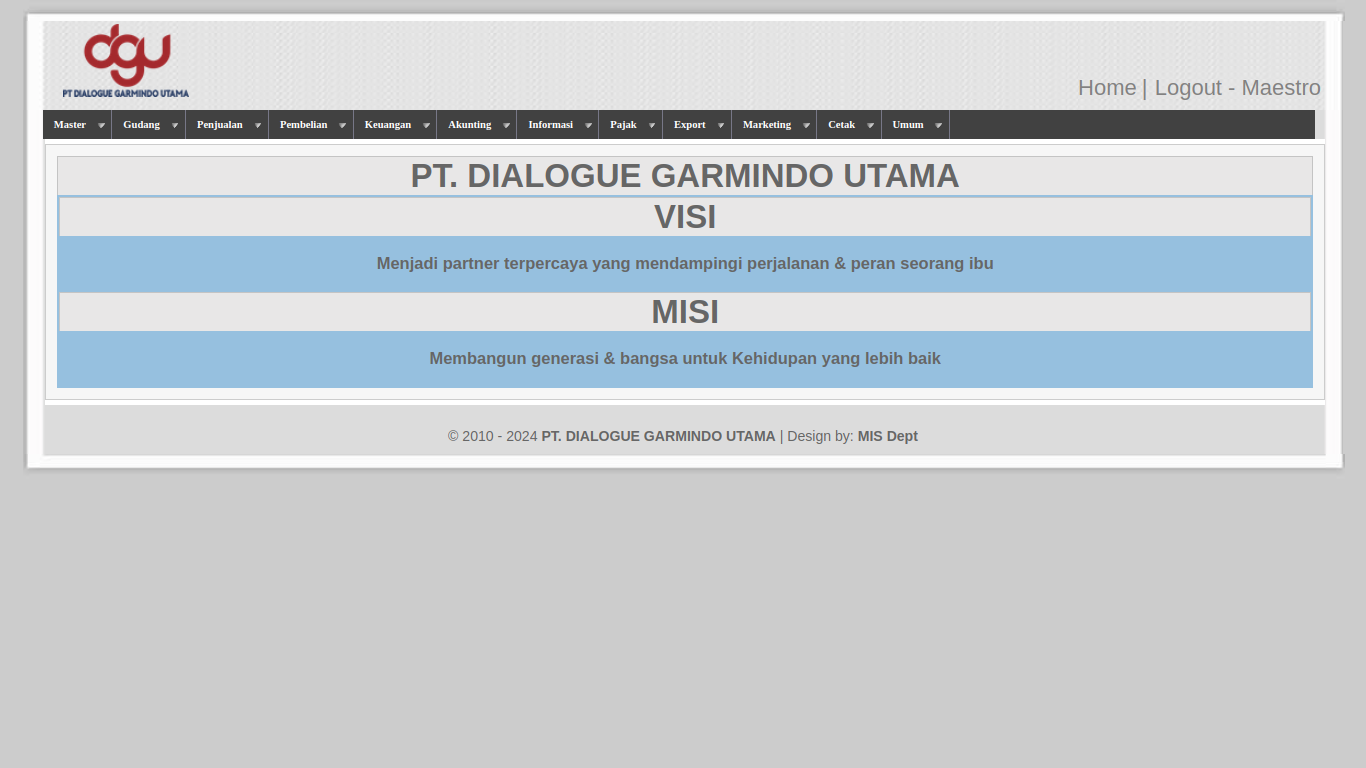 dgu
PT DIALOGUE GARMINDO UTAMA
Home | Logout - Maestro
Master Gudang Penjualan Pembelian Keuangan Akunting Informasi Pajak Export Marketing Cetak Umum
PT. DIALOGUE GARMINDO UTAMA
VISI
Menjadi partner terpercaya yang mendampingi perjalanan & peran seorang ibu
MISI
Membangun generasi & bangsa untuk Kehidupan yang lebih baik
© 2010 - 2024 PT. DIALOGUE GARMINDO UTAMA | Design by: MIS Dept